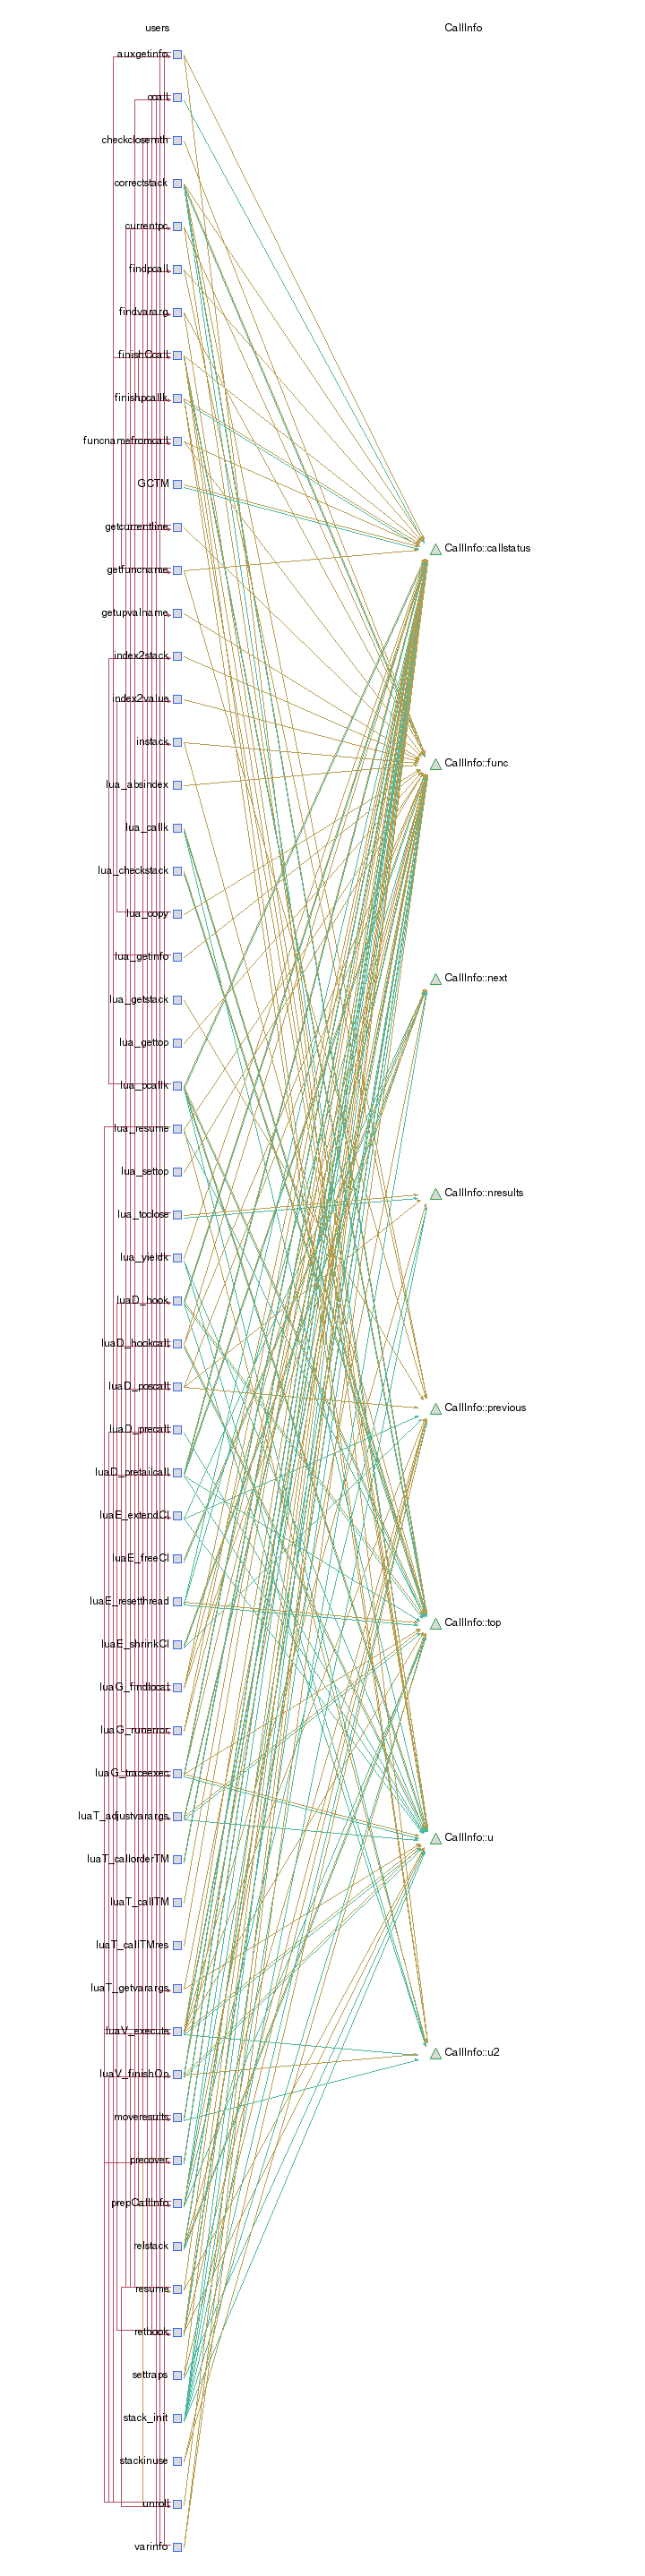 users
CallInfo
auxgetinfo
ccall
checkclosemth
correctstack
currentpc
findpcall
findvararg
finishCcall
finishpcallk
funcnamefromcall
GCTM
CallInfo::callstatus
getcurrentline
getfuncname
getupvalname
index2stack
index2value
instack
CallInfo::func
lua_absindex
lua_callk
lua_checkstack
lua_copy
lua_getinfo
CallInfo::next
lua_getstack
lua_gettop
lua_pcallk
lua_resume
lua_settop
CallInfo::nresults
lua_toclose
lua_yieldk
luaD_hook
luaD_hookcall
luaD_poscall
CallInfo::previous
luaD_precall
luaD_pretailcall
luaE_extendCI
luaE_freeCI
luaE_resetthread
CallInfo::top
luaE_shrinkCI
luaG_findlocal
luaG_runerror
luaG_traceexec
luaT_adjustvarargs
CallInfo::u
luaT_callorderTM
luaT_callTM
luaT_callTMres
luaT_getvarargs
luaV_execute
CallInfo::u2
luaV_finishOp
moveresults
precover
prepCallInfo
relstack
resume
rethook
settraps
stack_init
stackinuse
unroll
varinfo